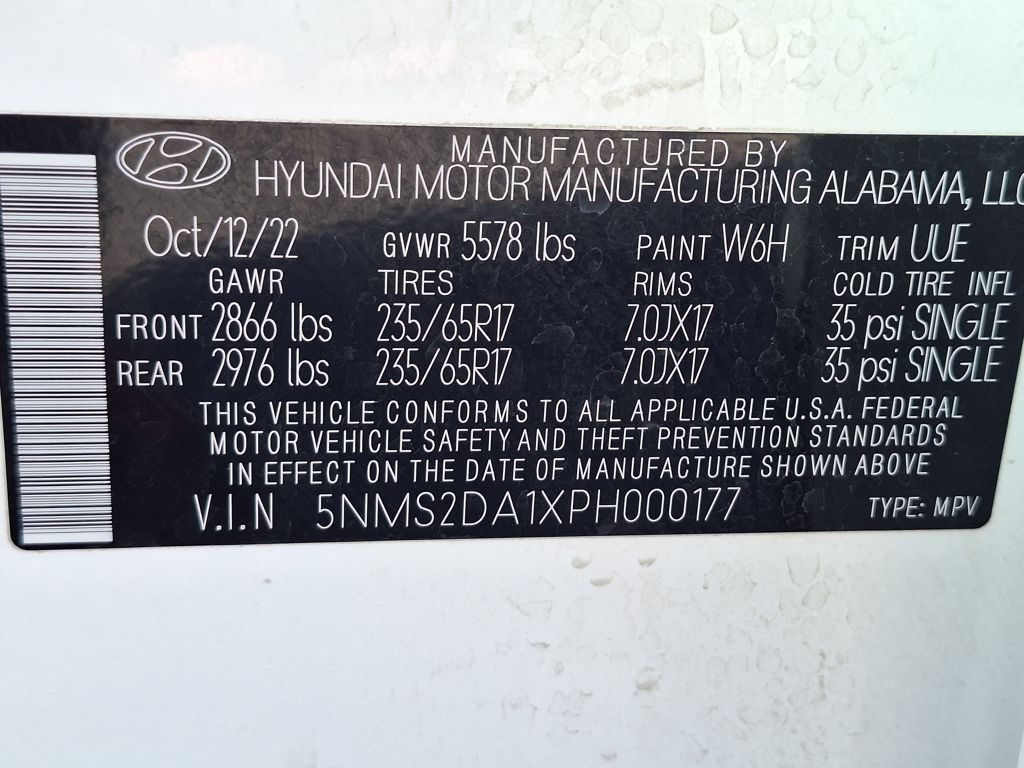 MANUFACTURED BY
HYUNDAI MOTOR MANUFACTURING ALABAMA, LLC
Oct/12/22 GVWR 5578 lbs PAINT W6H TRIM UUE
GAWR TIRES RIMS COLD TIRE INFL
FRONT 2866 lbs 235/65R17 7.0JX17 35 psi SINGLE
REAR 2976 lbs 235/65R17 7.0JX17 35 psi SINGLE
THIS VEHICLE CONFORMS TO ALL APPLICABLE U.S.A. FEDERAL
MOTOR VEHICLE SAFETY AND THEFT PREVENTION STANDARDS
IN EFFECT ON THE DATE OF MANUFACTURE SHOWN ABOVE
V.I.N 5NMS2DA1XPH000177 TYPE: MPV